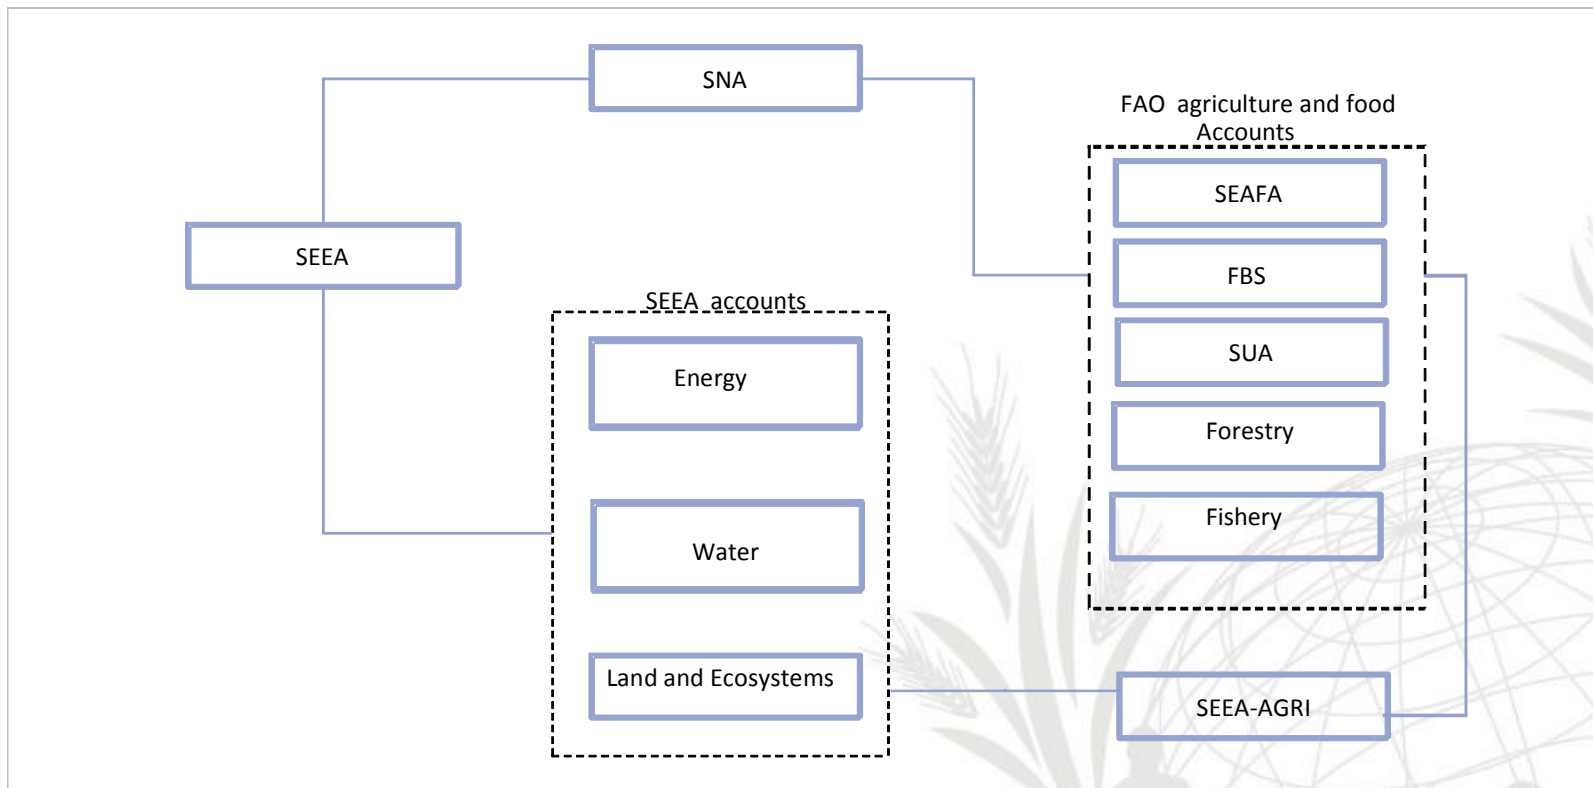 SNA
FAO agriculture and food
Accounts
SEAFA
SEEA
FBS
SEEA accounts
SUA
Energy
Forestry
Fishery
Water
Land and Ecosystems
SEEA-AGRI